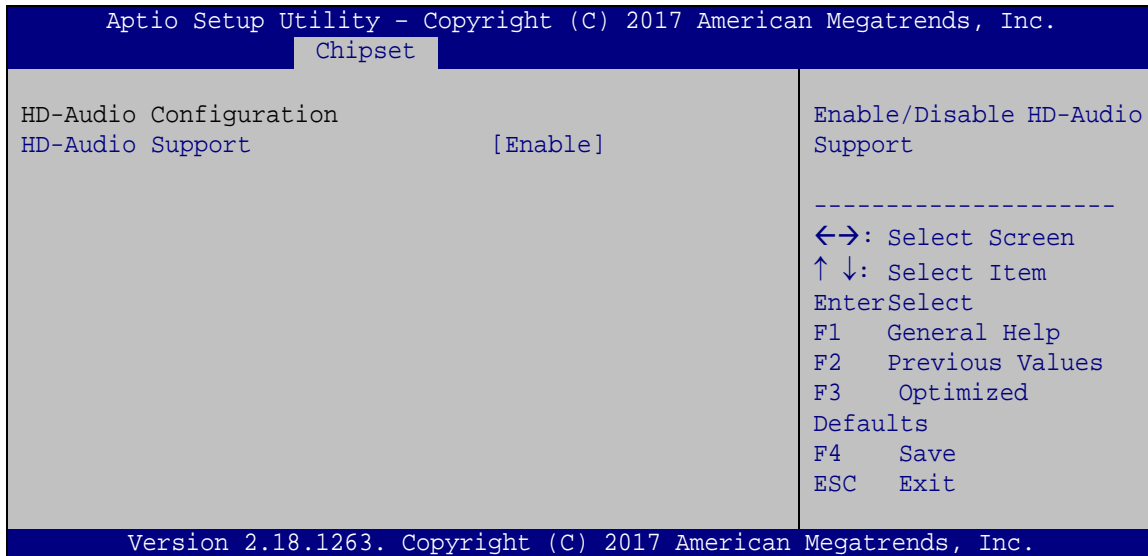 Aptio Setup Utility – Copyright (C) 2017 American Megatrends, Inc.
Chipset
HD-Audio Configuration
HD-Audio Support [Enable]
Enable/Disable HD-Audio
Support
---------------------
←→: Select Screen
↑ ↓: Select Item
EnterSelect
F1 General Help
F2 Previous Values
F3 Optimized
Defaults
F4 Save
ESC Exit
Version 2.18.1263. Copyright (C) 2017 American Megatrends, Inc.